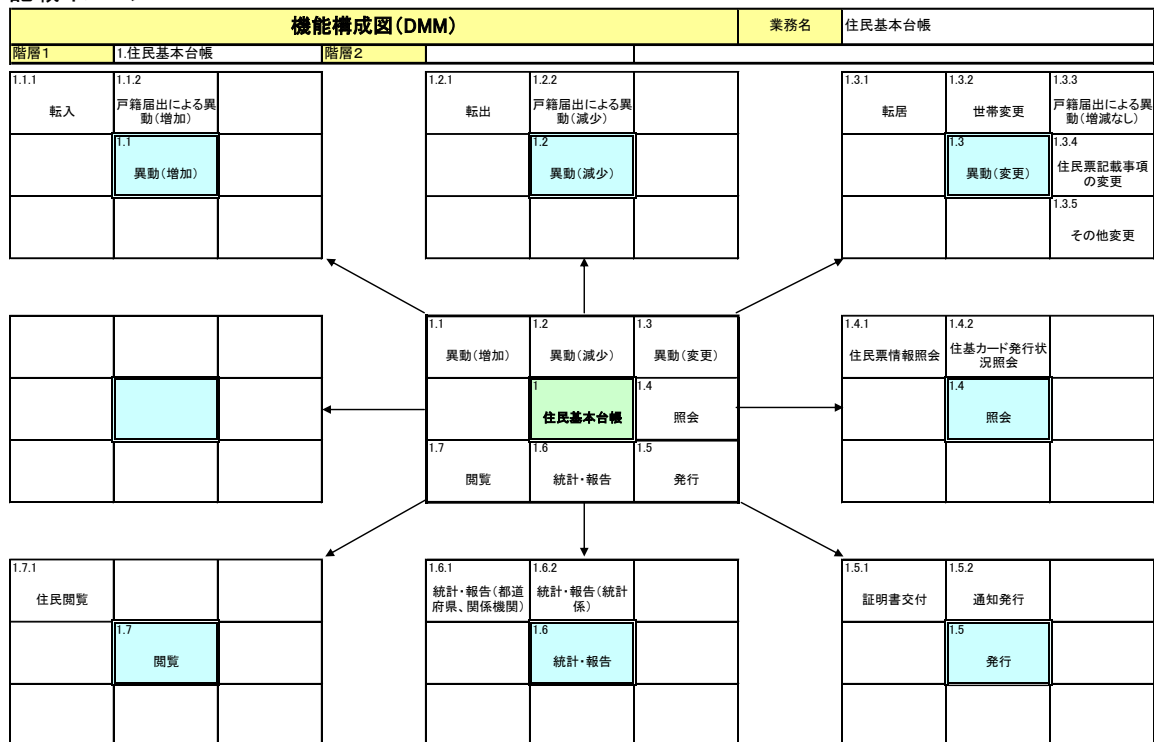 機能構成図(DMM)
業務名
住民基本台帳
階層1
1.住民基本台帳
階層2
1.1.1
転入
1.1.2
戸籍届出による異
動(増加)
1.1
異動(増加)
1.2.1
転出
1.2.2
戸籍届出による異
動(減少)
1.2
異動(減少)
1.3.1
転居
1.3.2
世帯変更
1.3.3
戸籍届出による異
動(増減なし)
1.3
異動(変更)
1.3.4
住民票記載事項
の変更
1.3.5
その他変更
1.1
異動(増加)
1.2
異動(減少)
1.3
異動(変更)
1
住民基本台帳
1.4
照会
1.7
閲覧
1.6
統計・報告
1.5
発行
1.4.1
住民票情報照会
1.4.2
住基カード発行状
況照会
1.4
照会
1.7.1
住民閲覧
1.7
閲覧
1.6.1
統計・報告(都道
府県、関係機関)
1.6.2
統計・報告(統計
係)
1.6
統計・報告
1.5.1
証明書交付
1.5.2
通知発行
1.5
発行